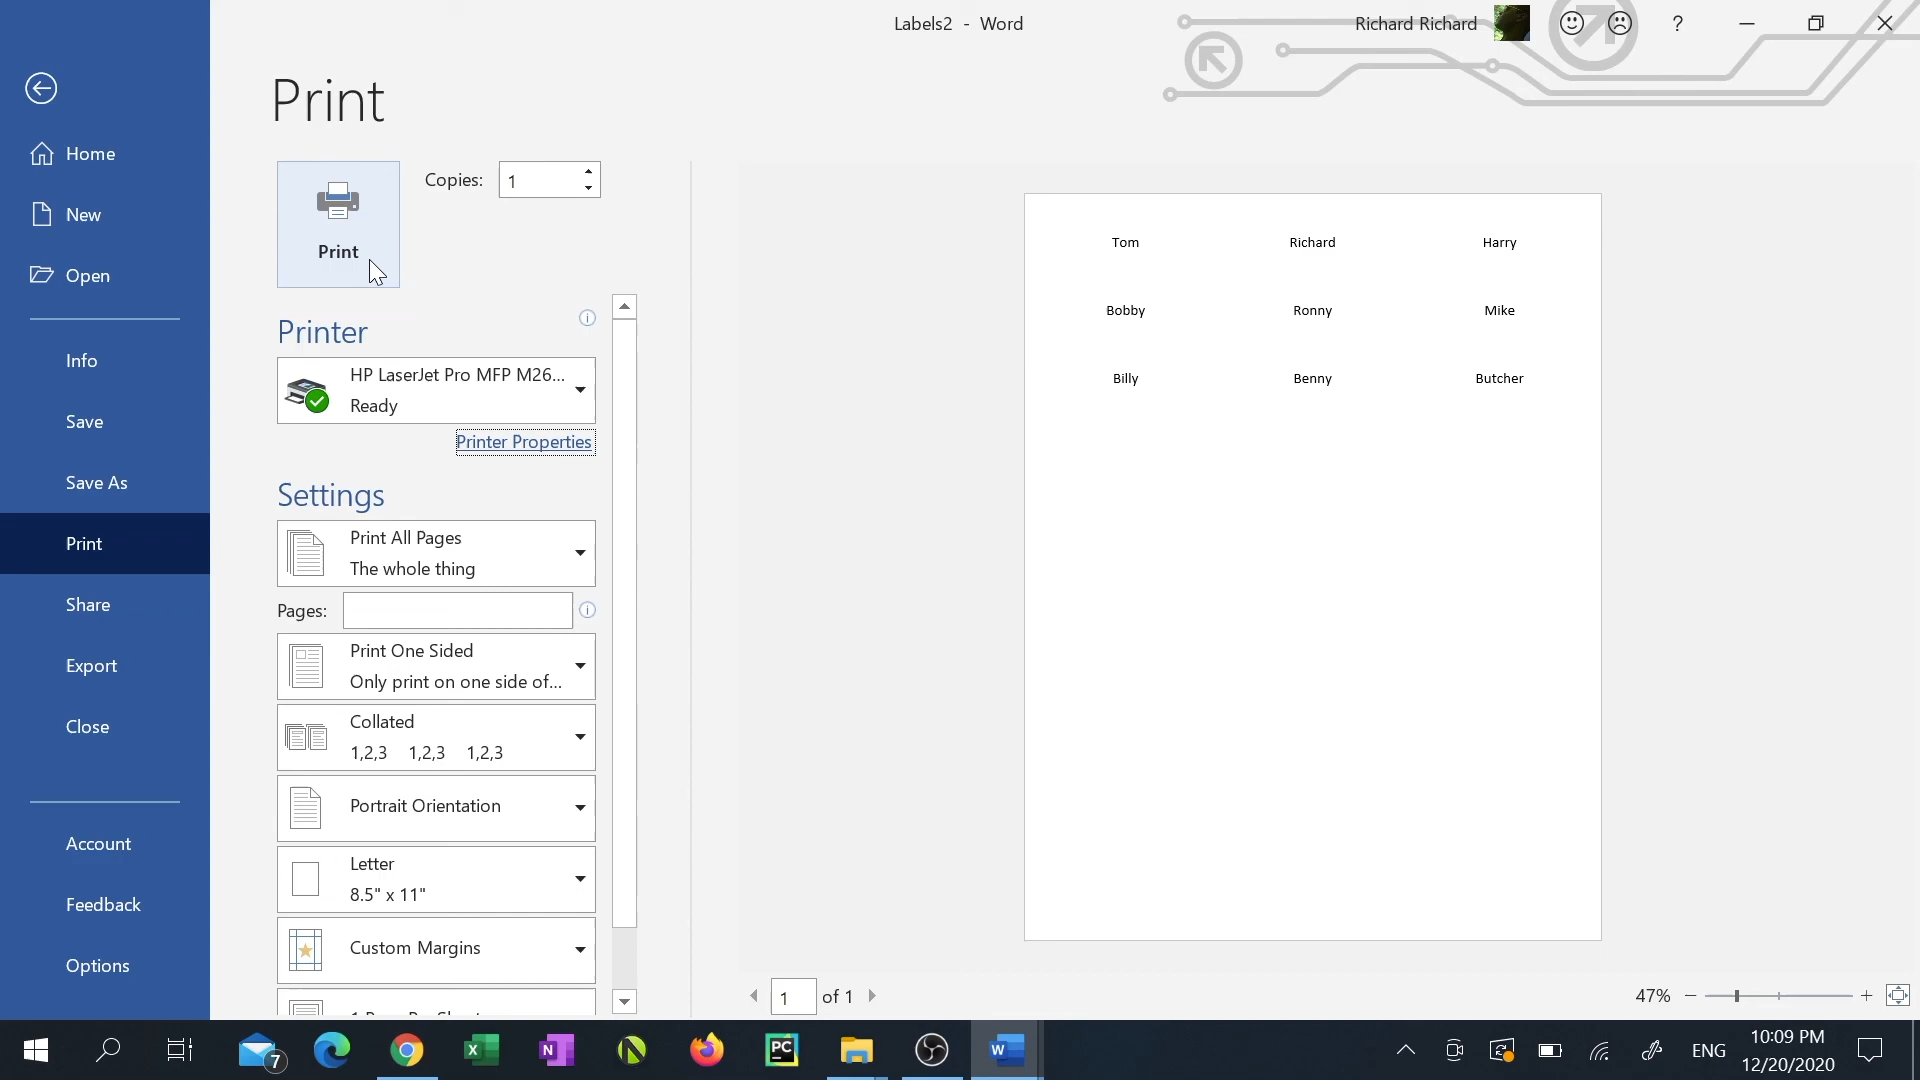 Labels2 - Word
Richard Richard
?
Print
Home
New
Open
Info
Save
Save As
Print
Share
Export
Close
Account
Feedback
Options
Print
Copies: 1
Printer
HP LaserJet Pro MFP M26...
Ready
Printer Properties
Settings
Print All Pages
The whole thing
Pages:
Print One Sided
Only print on one side of...
Collated
1,2,3 1,2,3 1,2,3
Portrait Orientation
Letter
8.5" x 11"
Custom Margins
Tom Richard Harry
Bobby Ronny Mike
Billy Benny Butcher
1 of 1
47%
7
X
N
PC
W
ENG
10:09 PM
12/20/2020